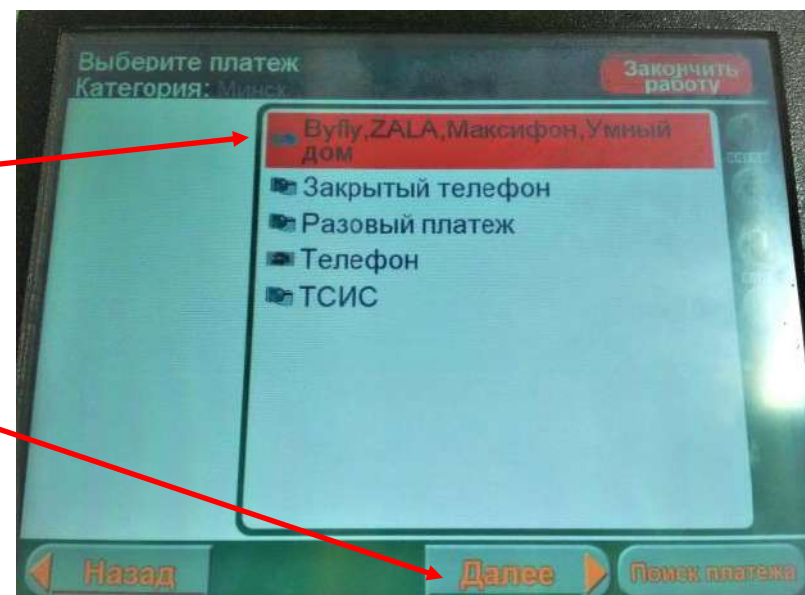 Выберите платеж
Категория: Минск
Закончить
работу
Byfly,ZALA,Максифон,Умный
дом
Закрытый телефон
Разовый платеж
Телефон
ТСИС
Назад
Далее
Поиск платежа